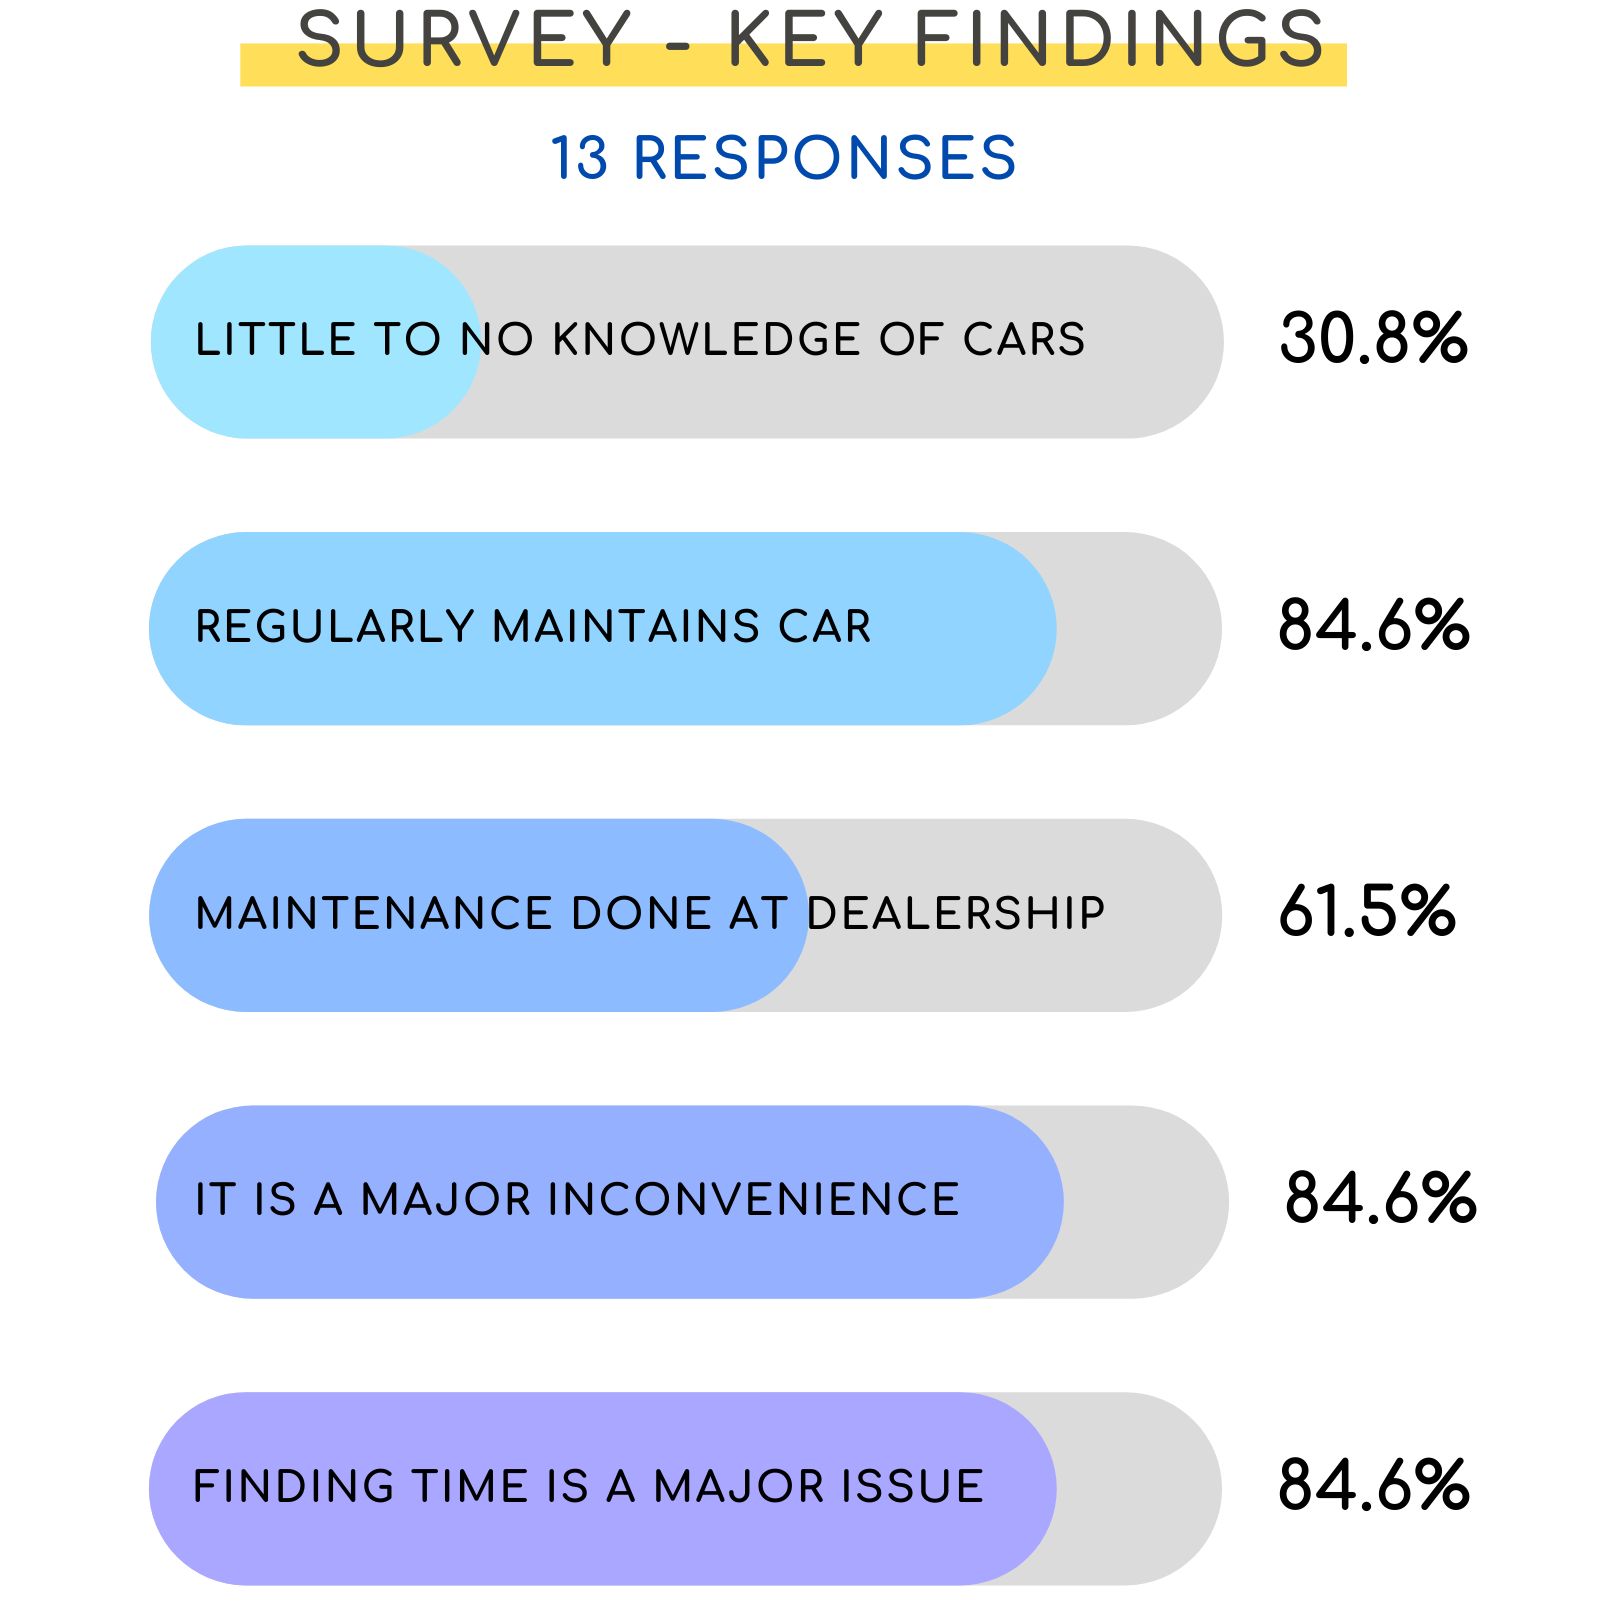 SURVEY - KEY FINDINGS
13 RESPONSES
LITTLE TO NO KNOWLEDGE OF CARS 30.8%
REGULARLY MAINTAINS CAR 84.6%
MAINTENANCE DONE AT DEALERSHIP 61.5%
IT IS A MAJOR INCONVENIENCE 84.6%
FINDING TIME IS A MAJOR ISSUE 84.6%